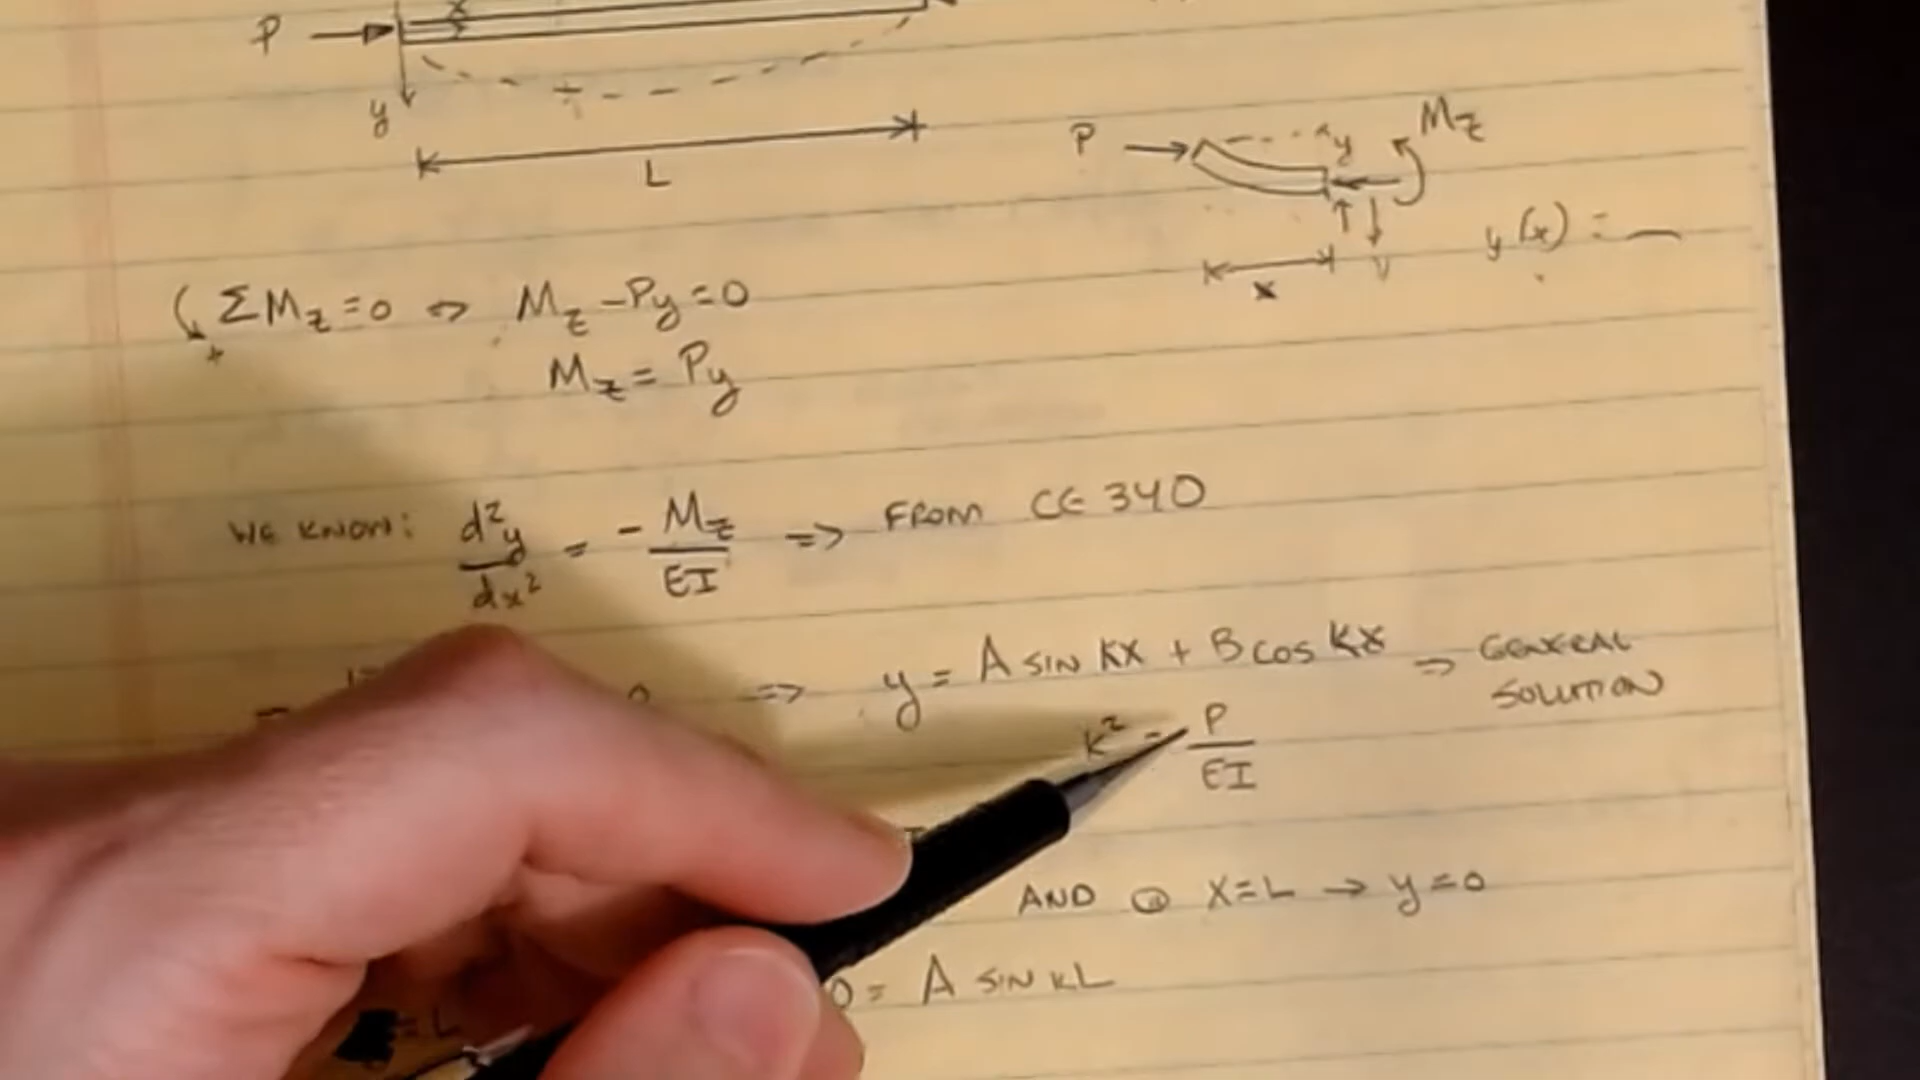 x
P
y
L
P
y
Mz
V
x
y(x) =
+ ΣMz = 0 ⇒ Mz - Py = 0
Mz = Py
WE KNOW: d²y/dx² = - Mz/EI ⇒ FROM CE 340
⇒ y = A SIN KX + B COS KX ⇒ GENERAL SOLUTION
K² = P/EI
AND @ X=L → y=0
0 = A SIN KL
= L